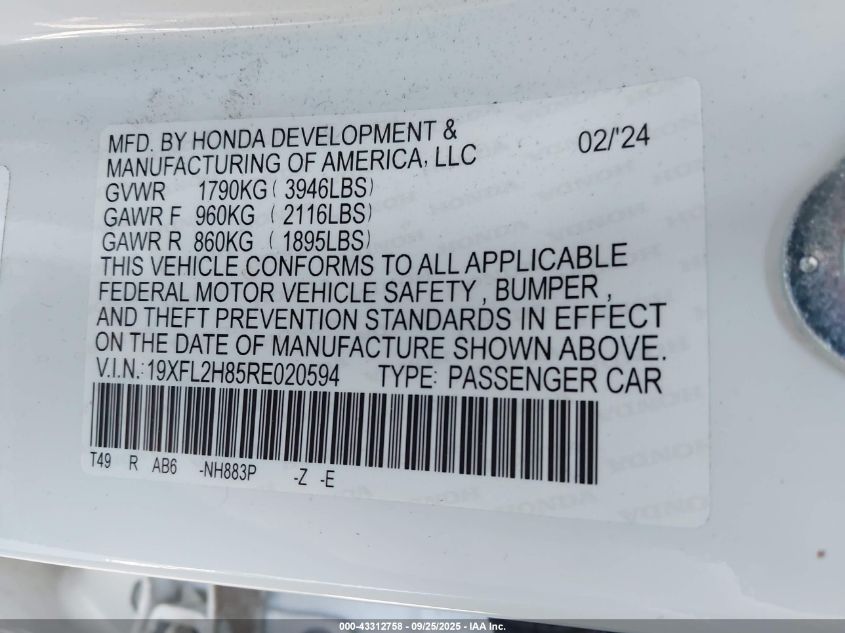 MFD. BY HONDA DEVELOPMENT & 02/'24
MANUFACTURING OF AMERICA, LLC
GVWR 1790KG ( 3946LBS)
GAWR F 960KG ( 2116LBS)
GAWR R 860KG ( 1895LBS)
THIS VEHICLE CONFORMS TO ALL APPLICABLE
FEDERAL MOTOR VEHICLE SAFETY, BUMPER,
AND THEFT PREVENTION STANDARDS IN EFFECT
ON THE DATE OF MANUFACTURE SHOWN ABOVE.
V.I.N.: 19XFL2H85RE020594 TYPE: PASSENGER CAR
T49 R AB6 -NH883P -Z -E
000-43312758 - 09/25/2025 - IAA, Inc.